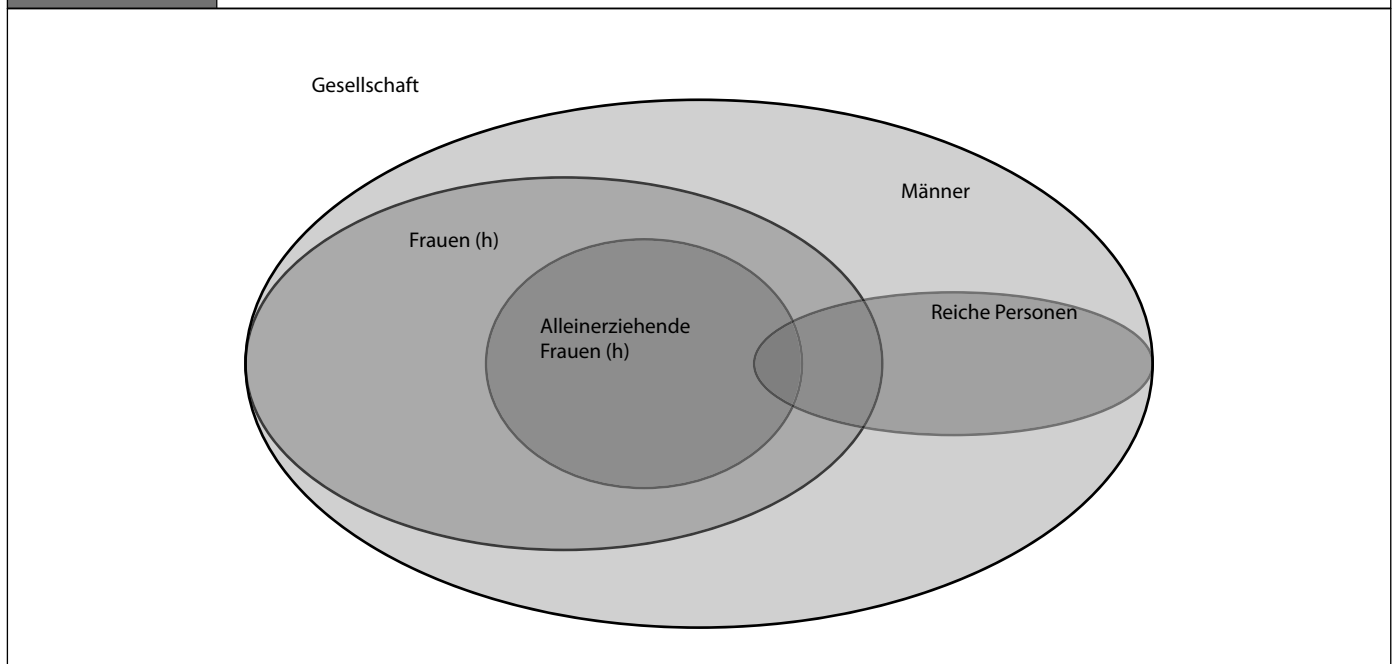 Gesellschaft
Männer
Frauen (h)
Reiche Personen
Alleinerziehende
Frauen (h)